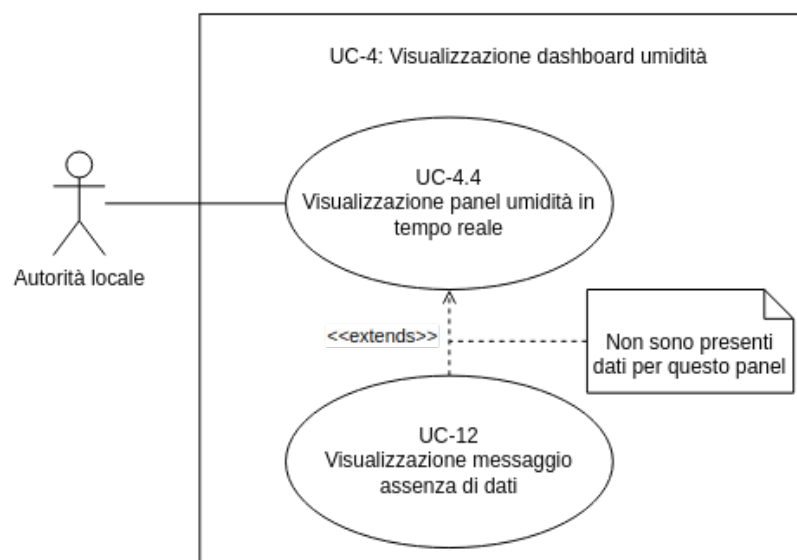 UC-4: Visualizzazione dashboard umidità
UC-4.4
Visualizzazione panel umidità in
tempo reale
Autorità locale
<<extends>>
Non sono presenti
dati per questo panel
UC-12
Visualizzazione messaggio
assenza di dati